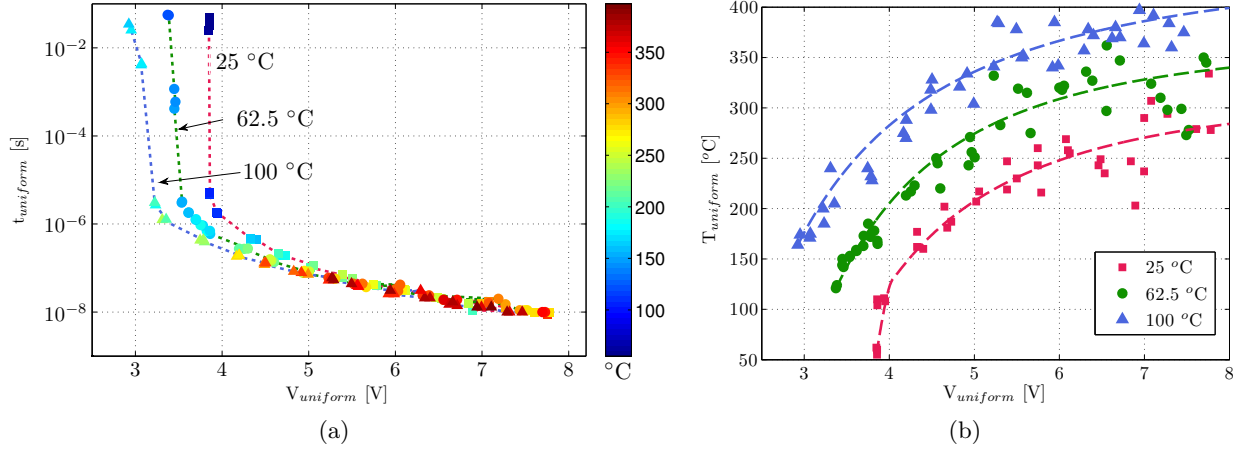 10⁻²
10⁻⁴
10⁻⁶
10⁻⁸
t_uniform [s]
25 °C
62.5 °C
100 °C
3 4 5 6 7 8
V_uniform [V]
350
300
250
200
150
100
°C
(a)
400
350
300
250
200
150
100
50
T_uniform [°C]
25 °C
62.5 °C
100 °C
3 4 5 6 7 8
V_uniform [V]
(b)